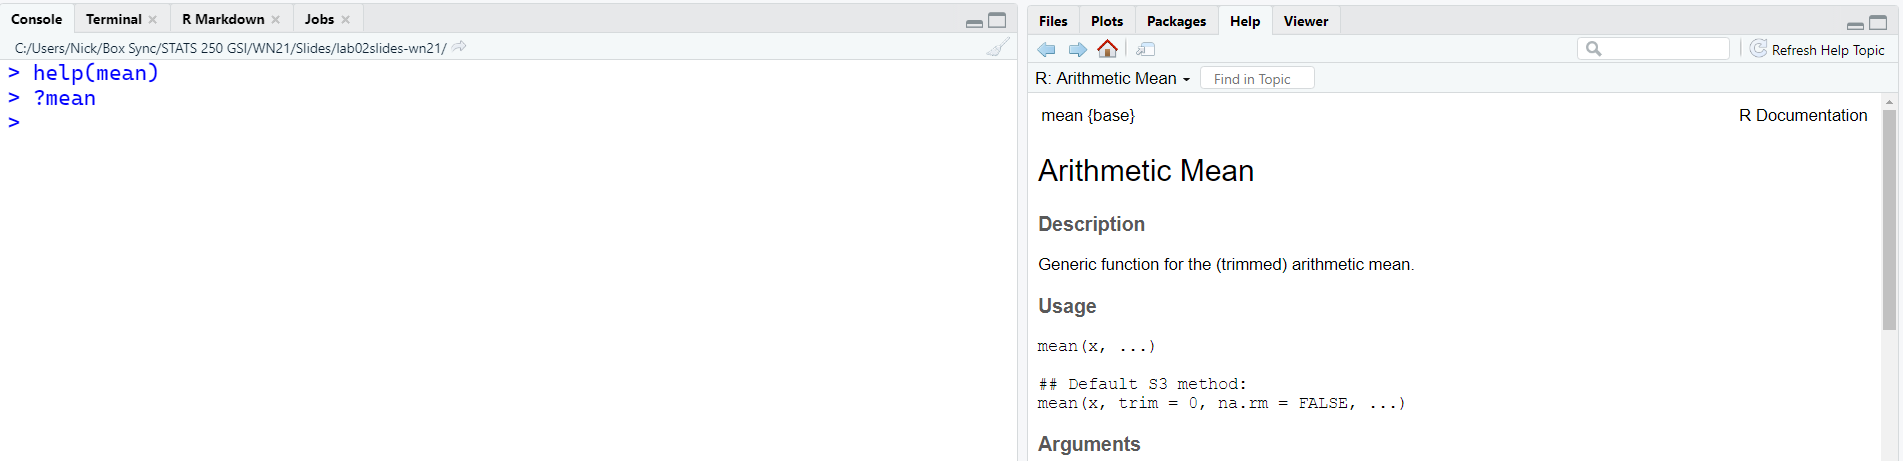 Console Terminal R Markdown Jobs
C:/Users/Nick/Box Sync/STATS 250 GSI/WN21/Slides/lab02slides-wn21/
> help(mean)
> ?mean
>
Files Plots Packages Help Viewer
Refresh Help Topic
R: Arithmetic Mean Find in Topic
mean {base} R Documentation
Arithmetic Mean
Description
Generic function for the (trimmed) arithmetic mean.
Usage
mean(x, ...)
## Default S3 method:
mean(x, trim = 0, na.rm = FALSE, ...)
Arguments